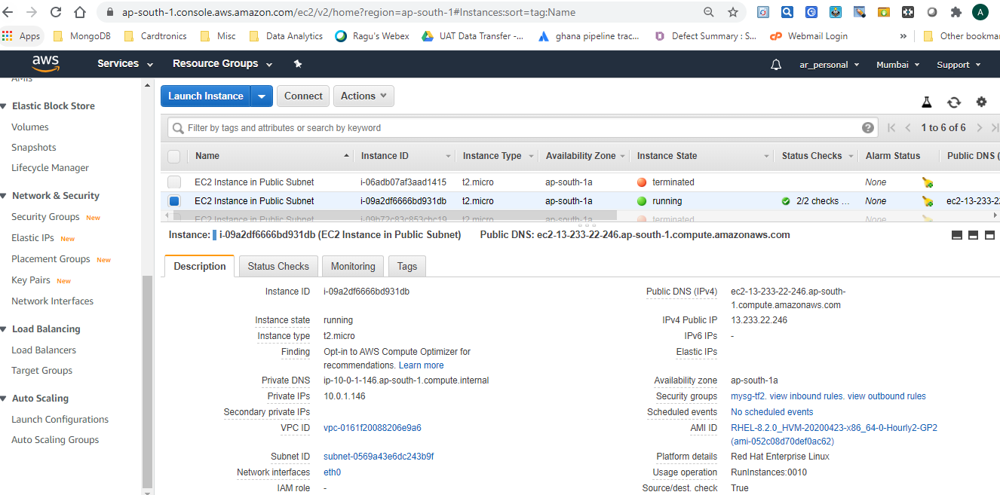 ap-south-1.console.aws.amazon.com/ec2/v2/home?region=ap-south-1#Instances:sort=tag:Name
A
Apps MongoDB Cardtronics Misc Data Analytics Ragu's Webex UAT Data Transfer -... ghana pipeline trac... Defect Summary : S... cP Webmail Login » Other bookma
aws Services Resource Groups ar_personal Mumbai Support
AMIs
Elastic Block Store
Volumes
Snapshots
Lifecycle Manager
Network & Security
Security Groups New
Elastic IPs New
Placement Groups New
Key Pairs New
Network Interfaces
Load Balancing
Load Balancers
Target Groups
Auto Scaling
Launch Configurations
Auto Scaling Groups
Launch Instance Connect Actions
Filter by tags and attributes or search by keyword ? 1 to 6 of 6
Name Instance ID Instance Type Availability Zone Instance State Status Checks Alarm Status Public DNS (
EC2 Instance in Public Subnet i-06adb07af3aad1415 t2.micro ap-south-1a terminated None
EC2 Instance in Public Subnet i-09a2df6666bd931db t2.micro ap-south-1a running 2/2 checks ... None ec2-13-233-2
EC2 Instance in Public Subnet i-09b72c83c853cbc19 t2.micro ap-south-1a terminated None
Instance: i-09a2df6666bd931db (EC2 Instance in Public Subnet) Public DNS: ec2-13-233-22-246.ap-south-1.compute.amazonaws.com
Description Status Checks Monitoring Tags
Instance ID i-09a2df6666bd931db
Instance state running
Instance type t2.micro
Finding Opt-in to AWS Compute Optimizer for
recommendations. Learn more
Private DNS ip-10-0-1-146.ap-south-1.compute.internal
Private IPs 10.0.1.146
Secondary private IPs
VPC ID vpc-0161f20088206e9a6
Subnet ID subnet-0569a43e6dc243b9f
Network interfaces eth0
IAM role -
Public DNS (IPv4) ec2-13-233-22-246.ap-south-
1.compute.amazonaws.com
IPv4 Public IP 13.233.22.246
IPv6 IPs -
Elastic IPs
Availability zone ap-south-1a
Security groups mysg-tf2. view inbound rules. view outbound rules
Scheduled events No scheduled events
AMI ID RHEL-8.2.0_HVM-20200423-x86_64-0-Hourly2-GP2
(ami-052c08d70def0ac62)
Platform details Red Hat Enterprise Linux
Usage operation RunInstances:0010
Source/dest. check True